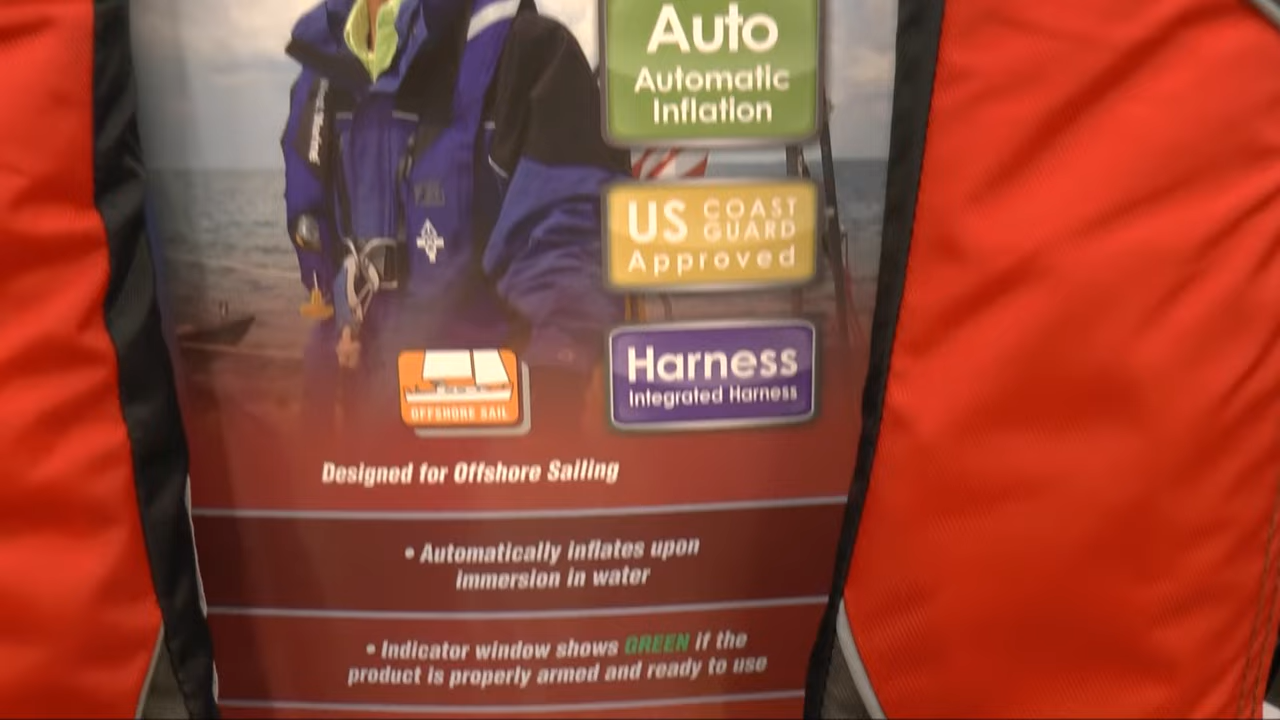 Auto
Automatic
Inflation
US COAST
GUARD
Approved
Harness
Integrated Harness
OFFSHORE SAIL
Designed for Offshore Sailing
• Automatically inflates upon
immersion in water
• Indicator window shows GREEN if the
product is properly armed and ready to use